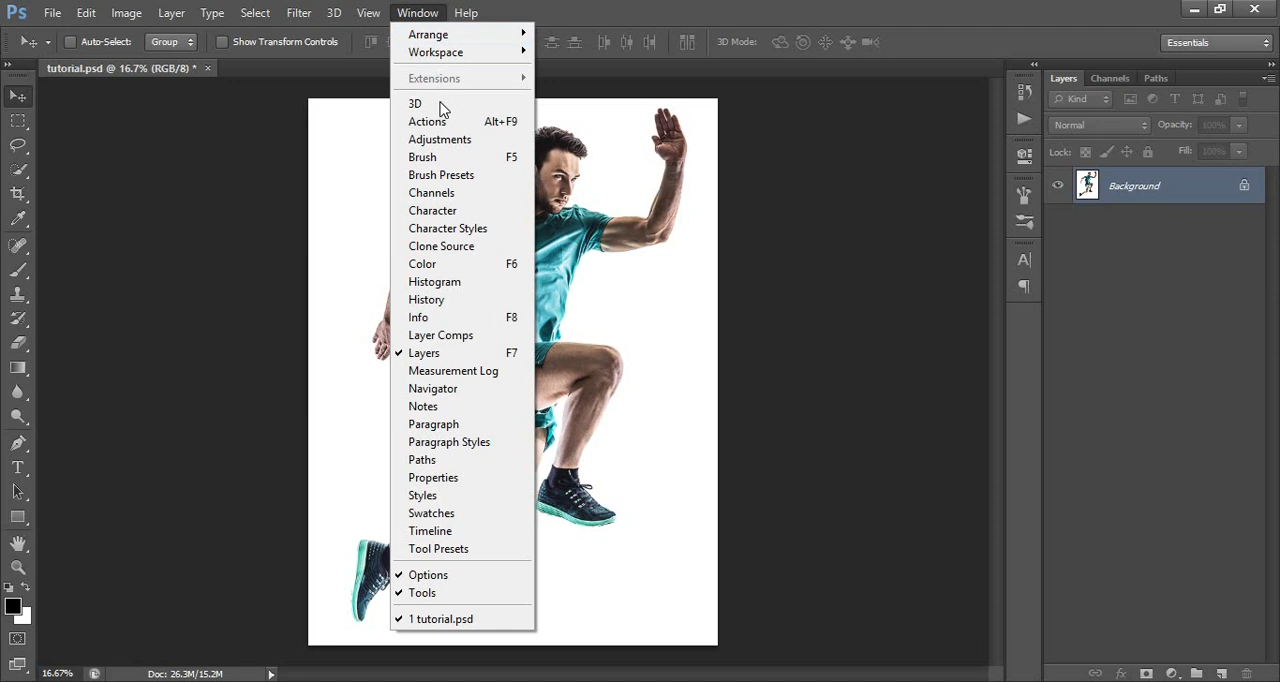 Ps File Edit Image Layer Type Select Filter 3D View Window Help
Auto-Select: Group Show Transform Controls 3D Mode: Essentials
tutorial.psd @ 16.7% (RGB/8) * ×
Arrange
Workspace
Extensions
3D
Actions Alt+F9
Adjustments
Brush F5
Brush Presets
Channels
Character
Character Styles
Clone Source
Color F6
Histogram
History
Info F8
Layer Comps
Layers F7
Measurement Log
Navigator
Notes
Paragraph
Paragraph Styles
Paths
Properties
Styles
Swatches
Timeline
Tool Presets
Options
Tools
1 tutorial.psd
Layers Channels Paths
Kind
Normal Opacity: 100%
Lock: Fill: 100%
Background
16.67% Doc: 26.3M/15.2M